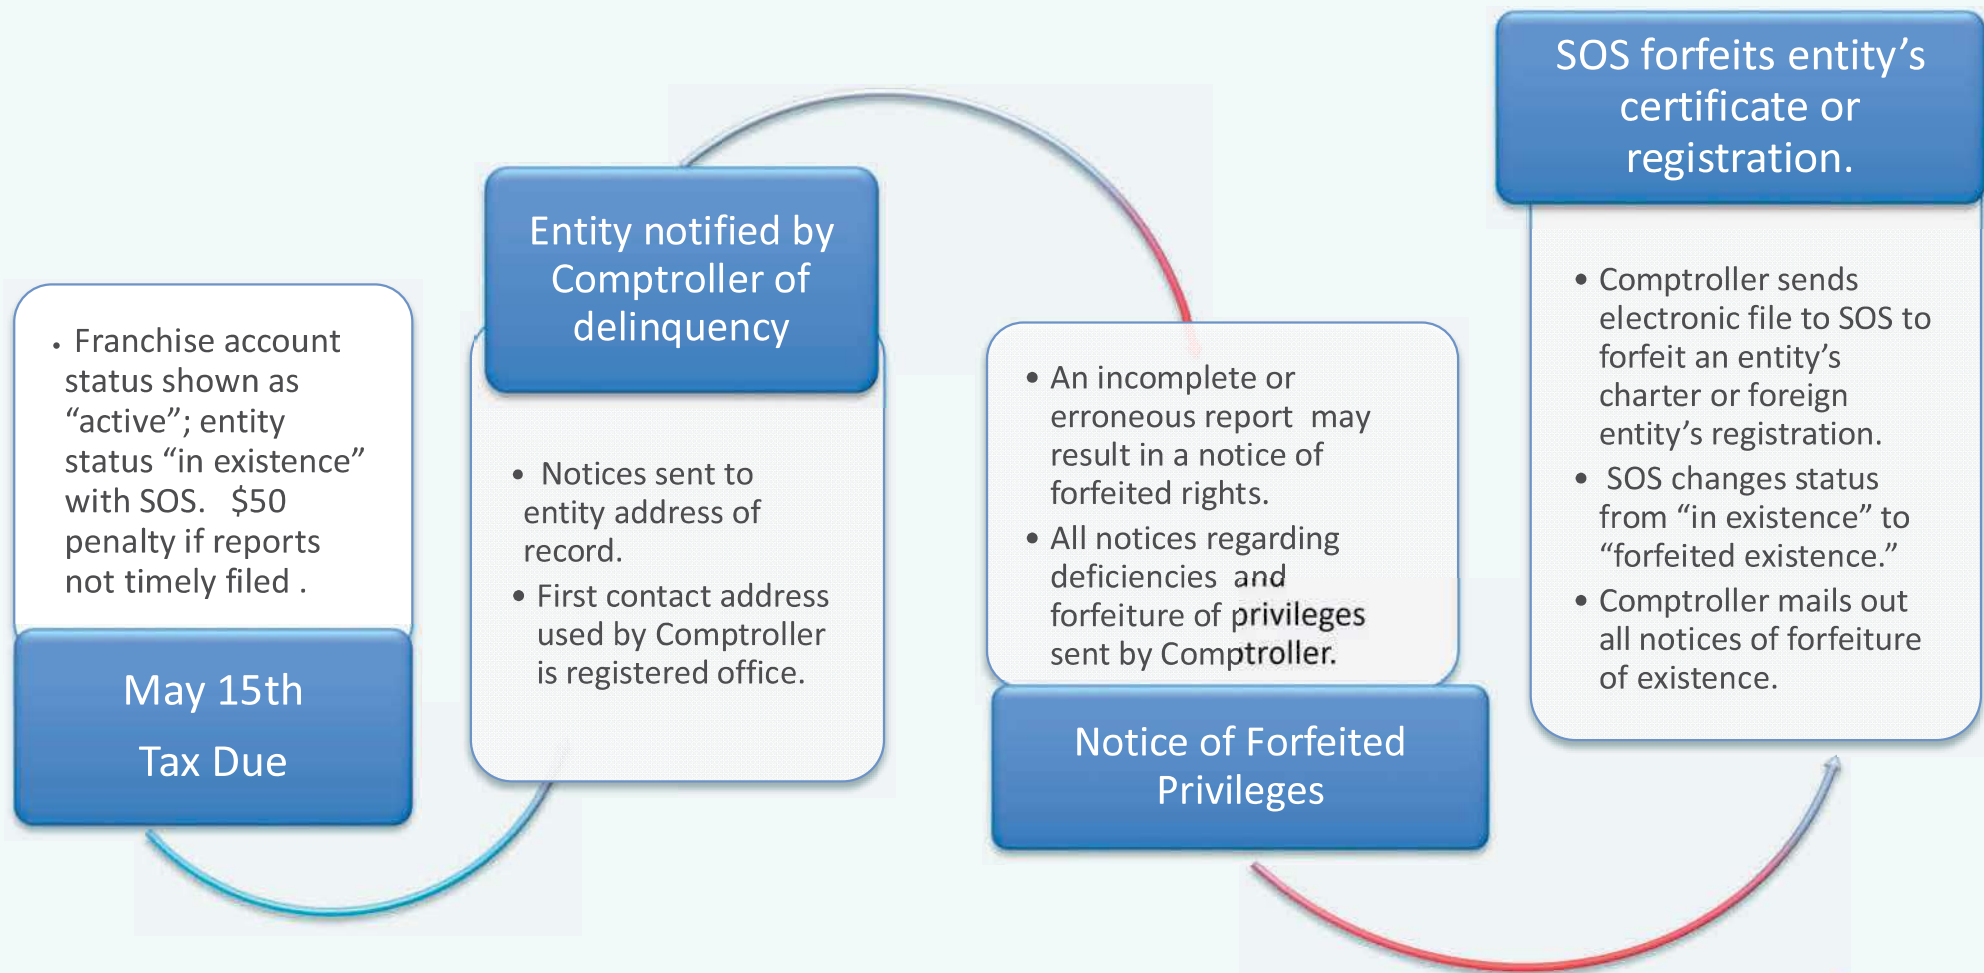 • Franchise account
status shown as
“active”; entity
status “in existence”
with SOS. $50
penalty if reports
not timely filed .
May 15th
Tax Due
Entity notified by
Comptroller of
delinquency
• Notices sent to
entity address of
record.
• First contact address
used by Comptroller
is registered office.
• An incomplete or
erroneous report may
result in a notice of
forfeited rights.
• All notices regarding
deficiencies and
forfeiture of privileges
sent by Comptroller.
Notice of Forfeited
Privileges
SOS forfeits entity’s
certificate or
registration.
• Comptroller sends
electronic file to SOS to
forfeit an entity’s
charter or foreign
entity’s registration.
• SOS changes status
from “in existence” to
“forfeited existence.”
• Comptroller mails out
all notices of forfeiture
of existence.